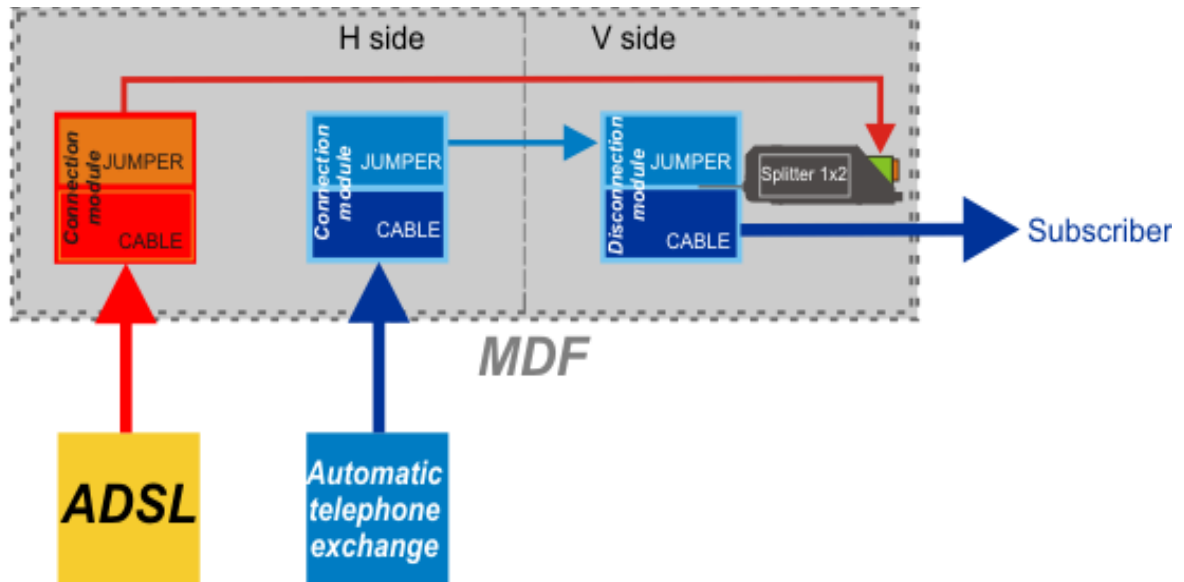 H side
V side
Connection
module
JUMPER
CABLE
Connection
module
JUMPER
CABLE
Disconnection
module
JUMPER
CABLE
Splitter 1x2
Subscriber
MDF
ADSL
Automatic
telephone
exchange